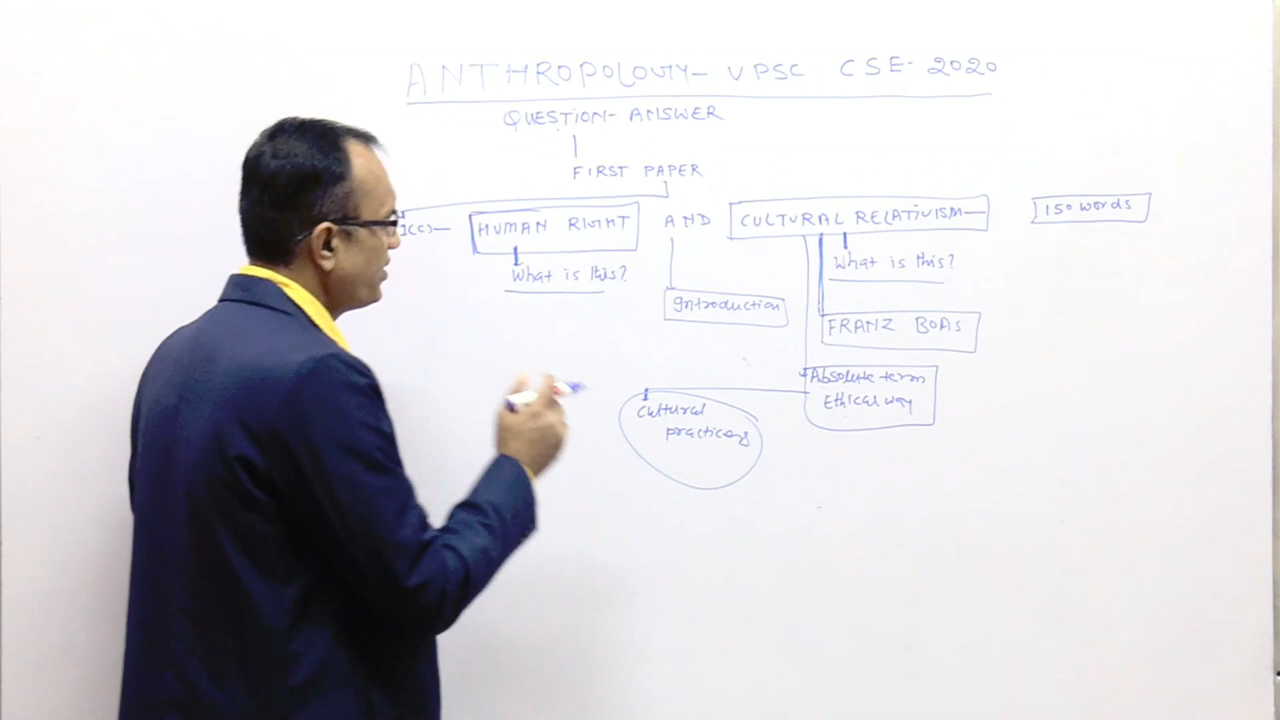 ANTHROPOLOGY- UPSC CSE- 2020
QUESTION- ANSWER
FIRST PAPER
1(C)— HUMAN RIGHT AND CULTURAL RELATIVISM— 150 words
What is this?
What is this?
Introduction
FRANZ BOAS
Absolute term
Ethical way
Cultural
practices